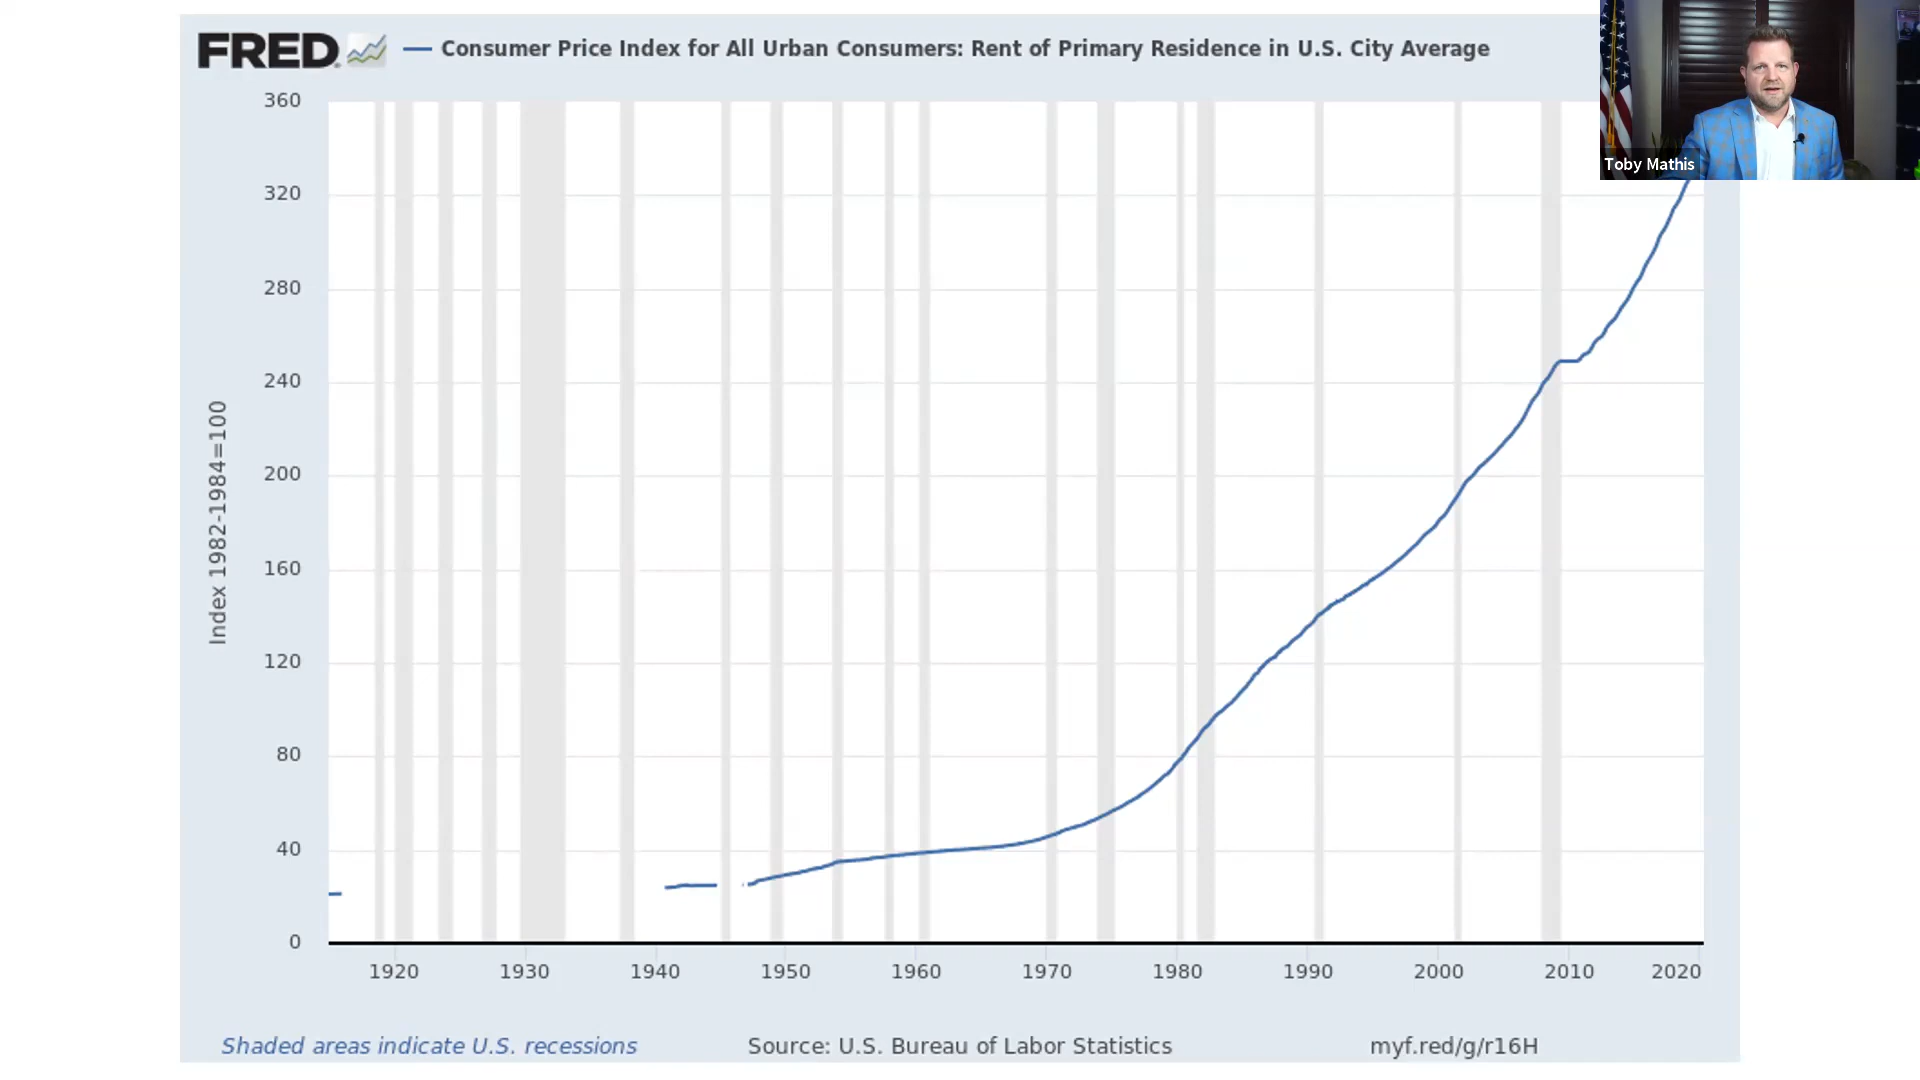 FRED
Consumer Price Index for All Urban Consumers: Rent of Primary Residence in U.S. City Average
Toby Mathis
360
320
280
240
200
160
120
80
40
0
Index 1982-1984=100
1920 1930 1940 1950 1960 1970 1980 1990 2000 2010 2020
Shaded areas indicate U.S. recessions
Source: U.S. Bureau of Labor Statistics
myf.red/g/r16H